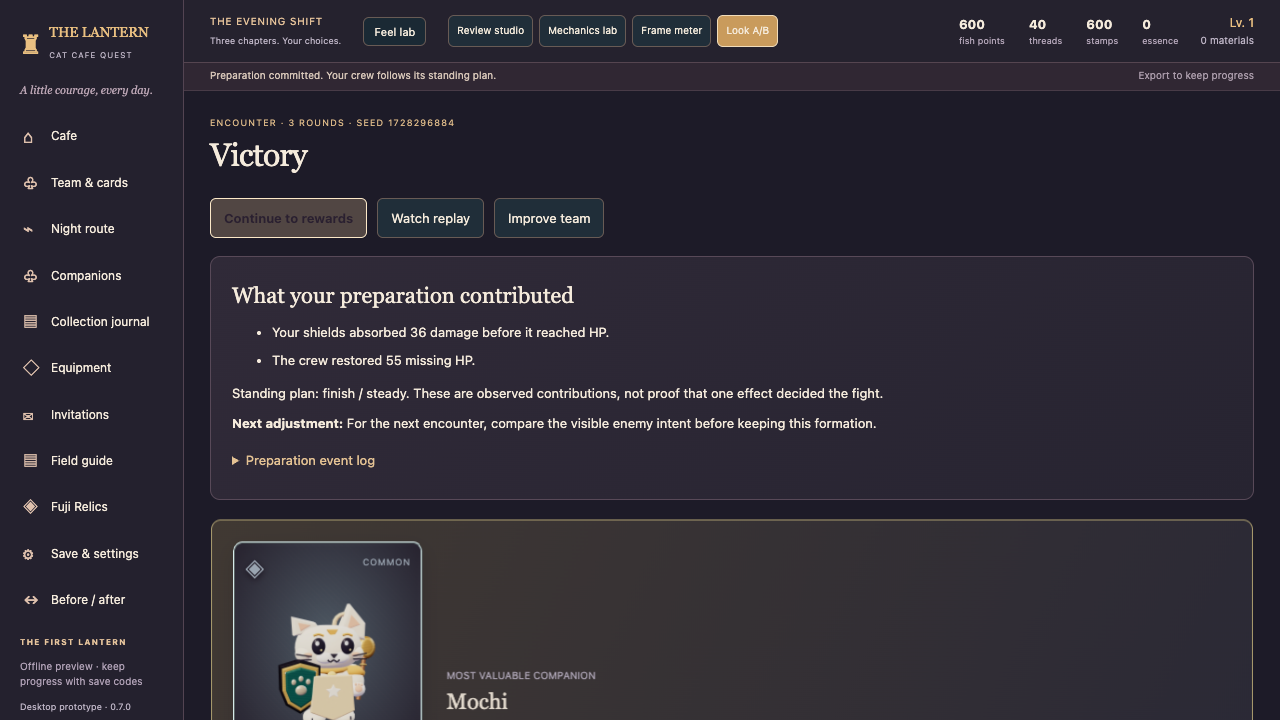 THE LANTERN
CAT CAFE QUEST
A little courage, every day.
Cafe
Team & cards
Night route
Companions
Collection journal
Equipment
Invitations
Field guide
Fuji Relics
Save & settings
Before / after
THE FIRST LANTERN
Offline preview · keep
progress with save codes
Desktop prototype · 0.7.0
THE EVENING SHIFT
Three chapters. Your choices.
Feel lab
Review studio
Mechanics lab
Frame meter
Look A/B
600
fish points
40
threads
600
stamps
0
essence
Lv. 1
0 materials
Preparation committed. Your crew follows its standing plan.
Export to keep progress
ENCOUNTER · 3 ROUNDS · SEED 1728296884
Victory
Continue to rewards
Watch replay
Improve team
What your preparation contributed
• Your shields absorbed 36 damage before it reached HP.
• The crew restored 55 missing HP.
Standing plan: finish / steady. These are observed contributions, not proof that one effect decided the fight.
Next adjustment: For the next encounter, compare the visible enemy intent before keeping this formation.
Preparation event log
COMMON
MOST VALUABLE COMPANION
Mochi